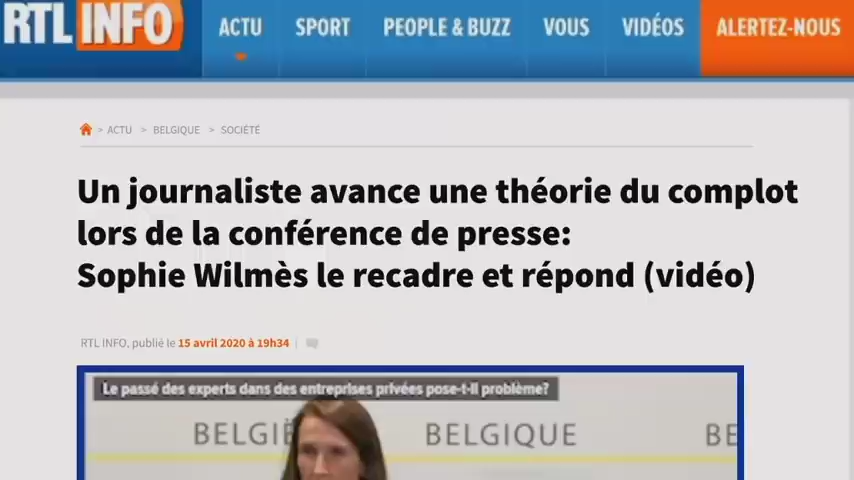 RTL INFO
ACTU SPORT PEOPLE & BUZZ VOUS VIDÉOS ALERTEZ-NOUS
> ACTU > BELGIQUE > SOCIÉTÉ
Un journaliste avance une théorie du complot
lors de la conférence de presse:
Sophie Wilmès le recadre et répond (vidéo)
RTL INFO, publié le 15 avril 2020 à 19h34 |
Le passé des experts dans des entreprises privées pose-t-il problème?
BELGIË BELGIQUE BE